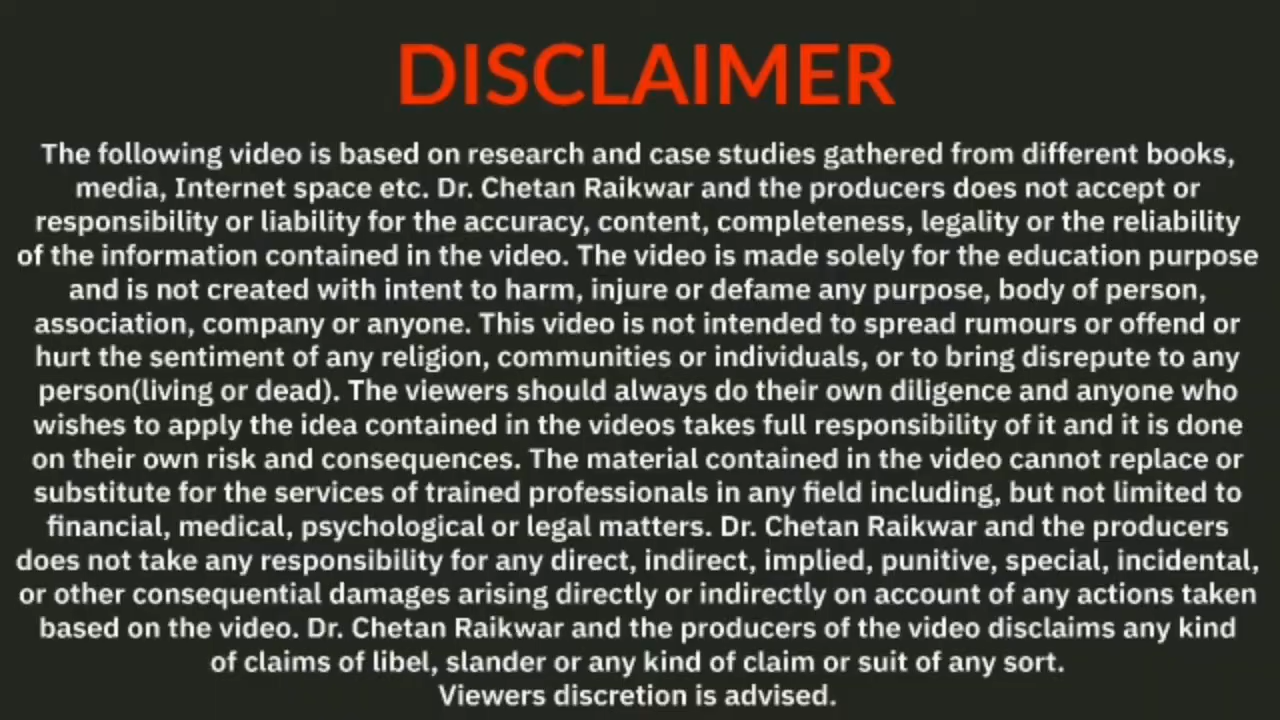 DISCLAIMER
The following video is based on research and case studies gathered from different books,
media, Internet space etc. Dr. Chetan Raikwar and the producers does not accept or
responsibility or liability for the accuracy, content, completeness, legality or the reliability
of the information contained in the video. The video is made solely for the education purpose
and is not created with intent to harm, injure or defame any purpose, body of person,
association, company or anyone. This video is not intended to spread rumours or offend or
hurt the sentiment of any religion, communities or individuals, or to bring disrepute to any
person(living or dead). The viewers should always do their own diligence and anyone who
wishes to apply the idea contained in the videos takes full responsibility of it and it is done
on their own risk and consequences. The material contained in the video cannot replace or
substitute for the services of trained professionals in any field including, but not limited to
financial, medical, psychological or legal matters. Dr. Chetan Raikwar and the producers
does not take any responsibility for any direct, indirect, implied, punitive, special, incidental,
or other consequential damages arising directly or indirectly on account of any actions taken
based on the video. Dr. Chetan Raikwar and the producers of the video disclaims any kind
of claims of libel, slander or any kind of claim or suit of any sort.
Viewers discretion is advised.